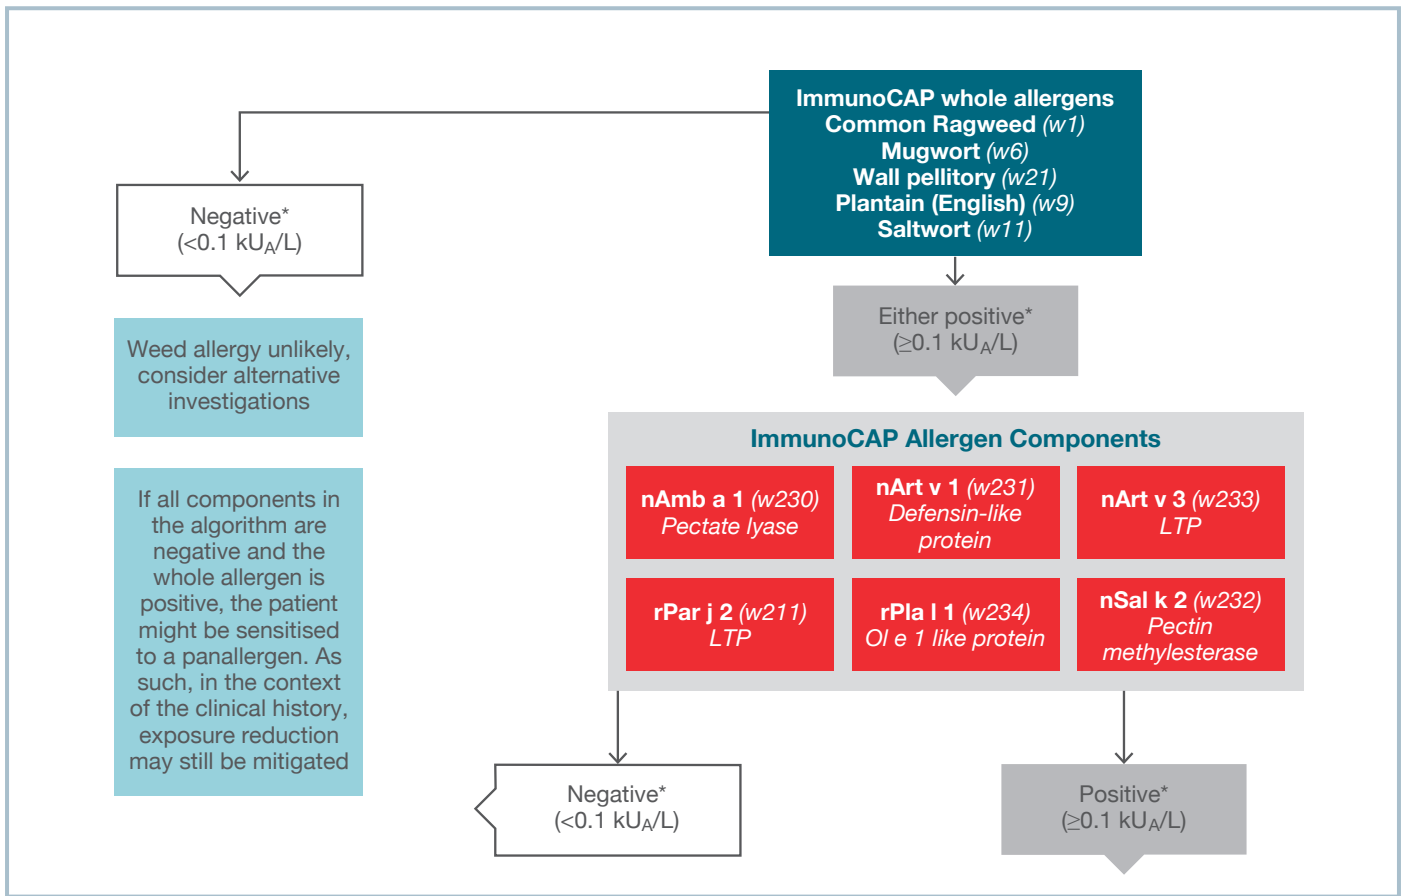 ImmunoCAP whole allergens
Common Ragweed (w1)
Mugwort (w6)
Wall pellitory (w21)
Plantain (English) (w9)
Saltwort (w11)
Negative*
(<0.1 kUA/L)
Either positive*
(≥0.1 kUA/L)
Weed allergy unlikely,
consider alternative
investigations
If all components in
the algorithm are
negative and the
whole allergen is
positive, the patient
might be sensitised
to a panallergen. As
such, in the context
of the clinical history,
exposure reduction
may still be mitigated
ImmunoCAP Allergen Components
nAmb a 1 (w230)
Pectate lyase
nArt v 1 (w231)
Defensin-like
protein
nArt v 3 (w233)
LTP
rPar j 2 (w211)
LTP
rPla l 1 (w234)
Ol e 1 like protein
nSal k 2 (w232)
Pectin
methylesterase
Negative*
(<0.1 kUA/L)
Positive*
(≥0.1 kUA/L)